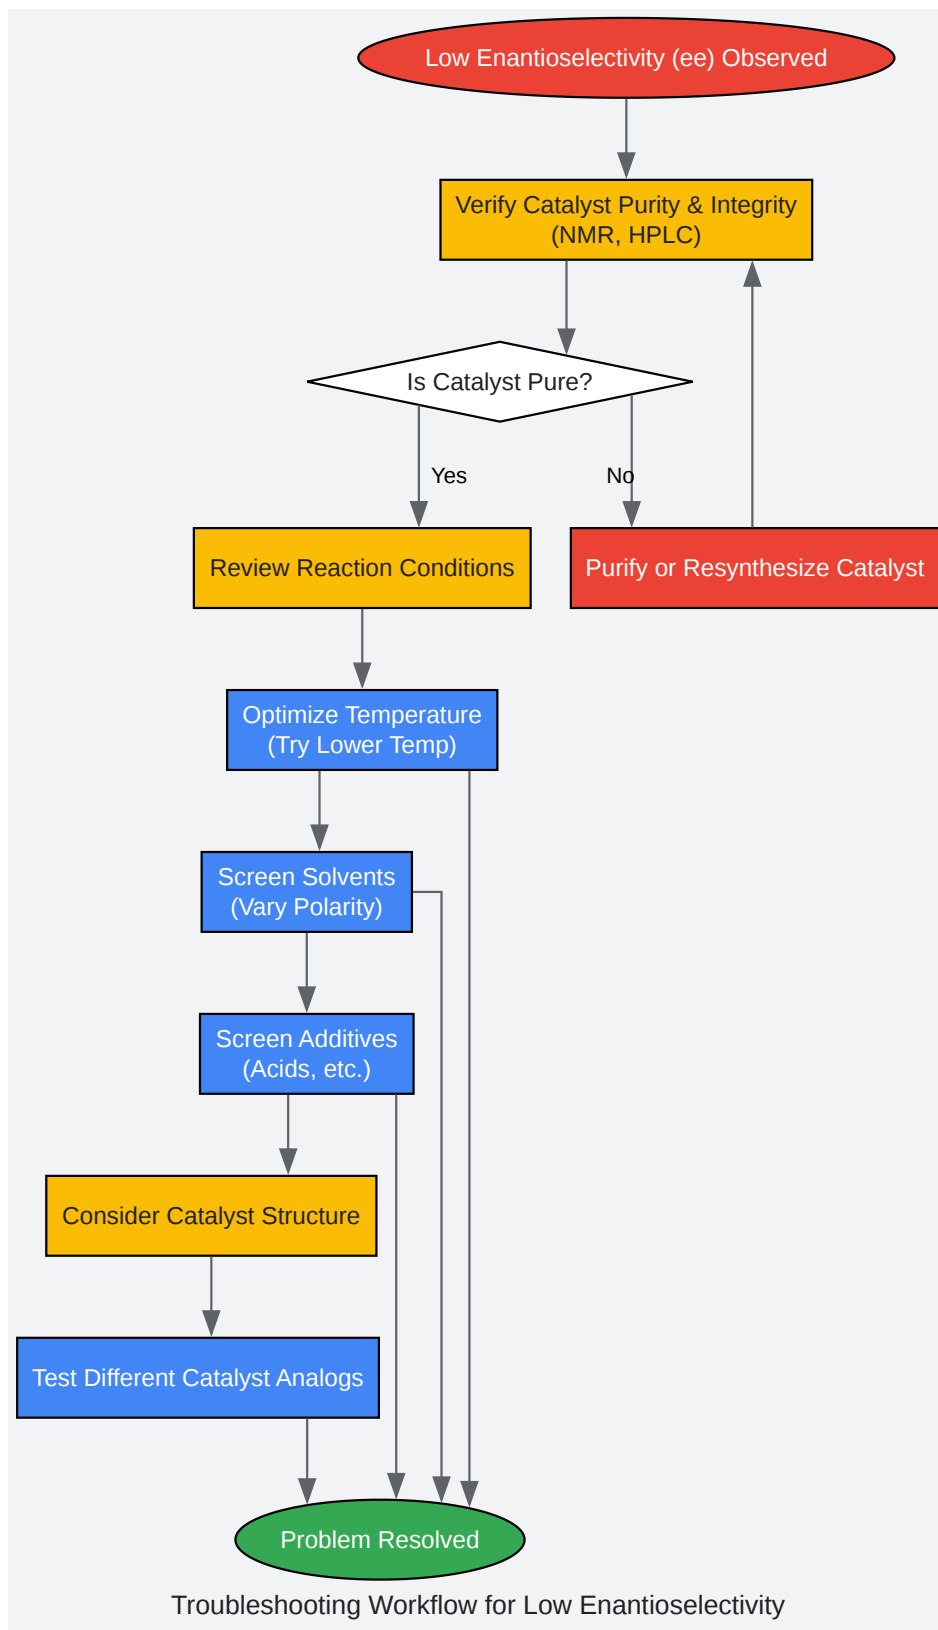 Low Enantioselectivity (ee) Observed
Verify Catalyst Purity & Integrity
(NMR, HPLC)
Is Catalyst Pure?
Yes
No
Review Reaction Conditions
Purify or Resynthesize Catalyst
Optimize Temperature
(Try Lower Temp)
Screen Solvents
(Vary Polarity)
Screen Additives
(Acids, etc.)
Consider Catalyst Structure
Test Different Catalyst Analogs
Problem Resolved
Troubleshooting Workflow for Low Enantioselectivity